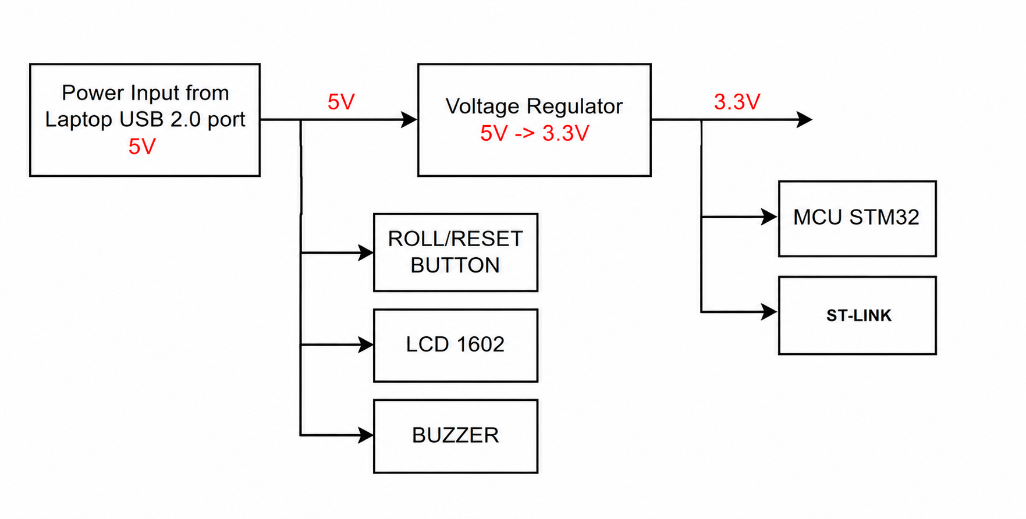 Power Input from
Laptop USB 2.0 port
5V
5V
Voltage Regulator
5V -> 3.3V
3.3V
ROLL/RESET
BUTTON
LCD 1602
BUZZER
MCU STM32
ST-LINK